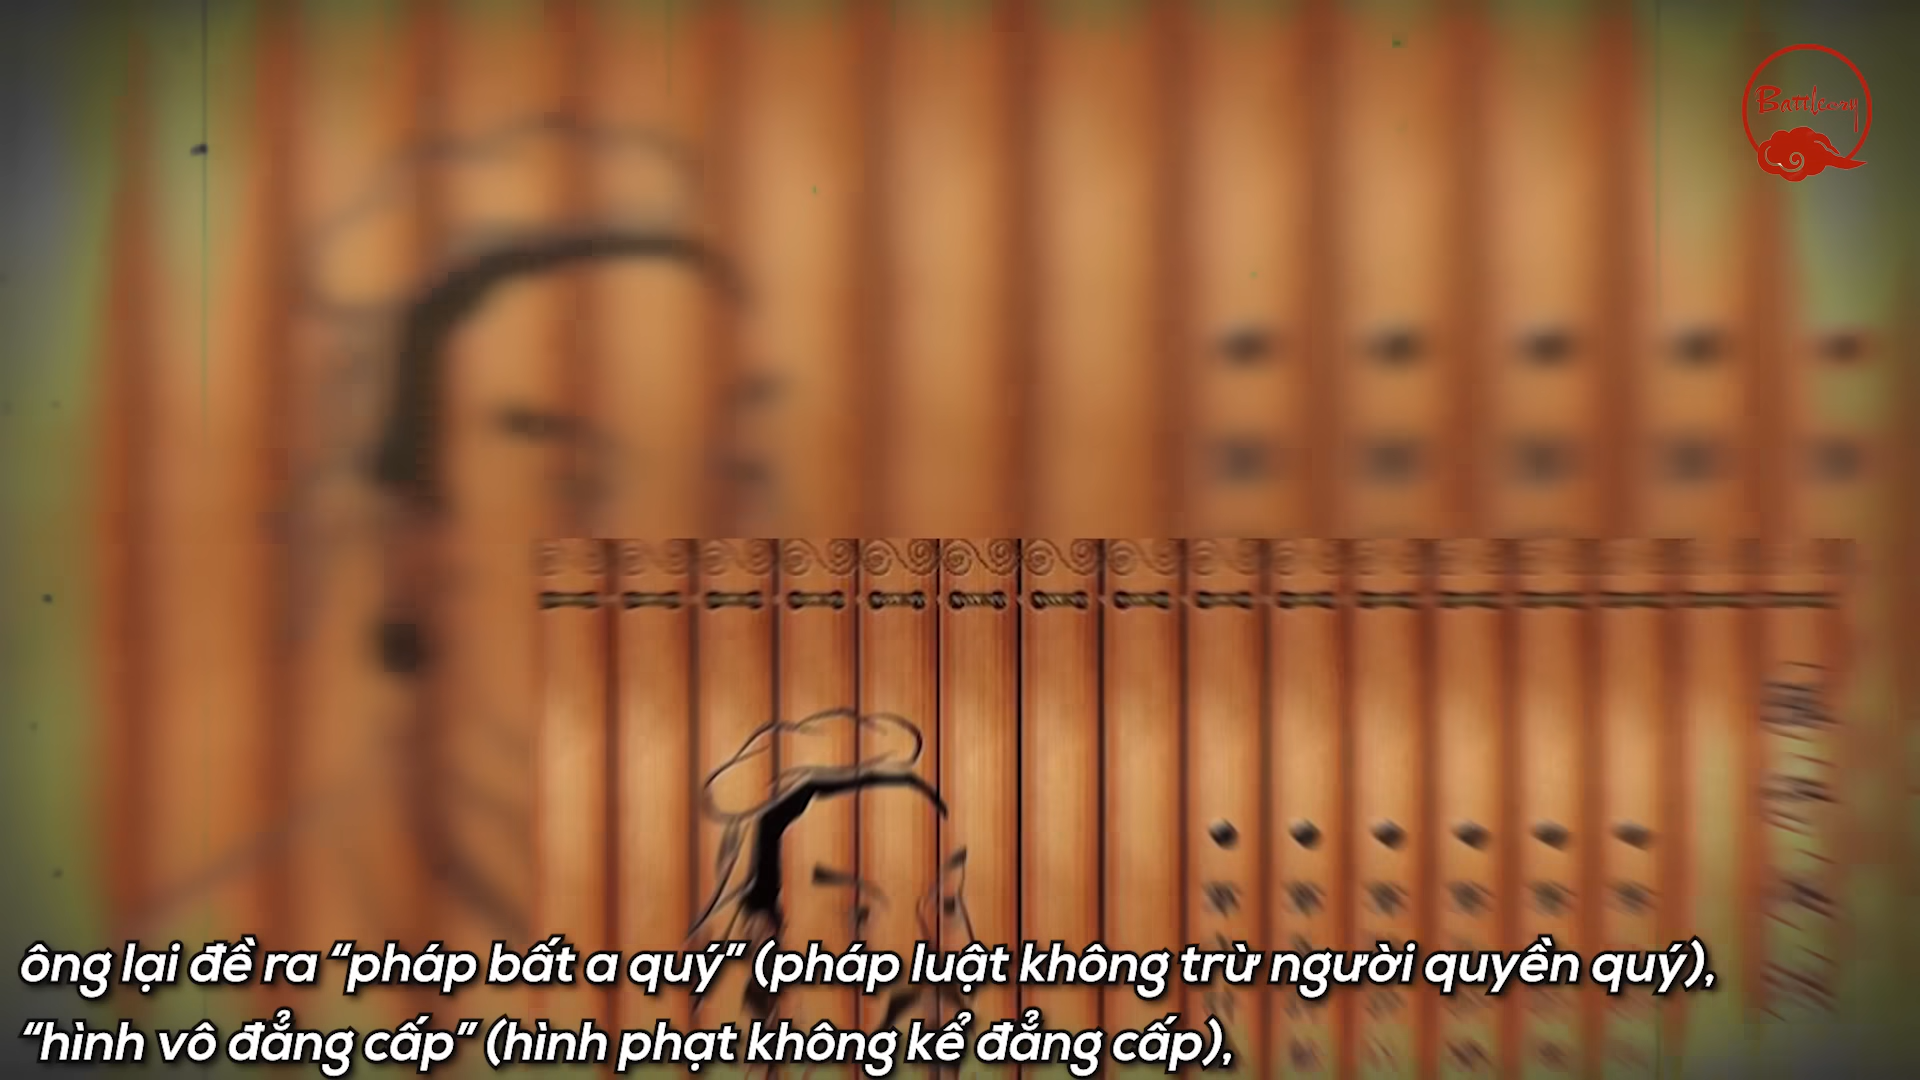 Battlecry
ông lại đề ra “pháp bất a quý” (pháp luật không trừ người quyền quý),
“hình vô đẳng cấp” (hình phạt không kể đẳng cấp),